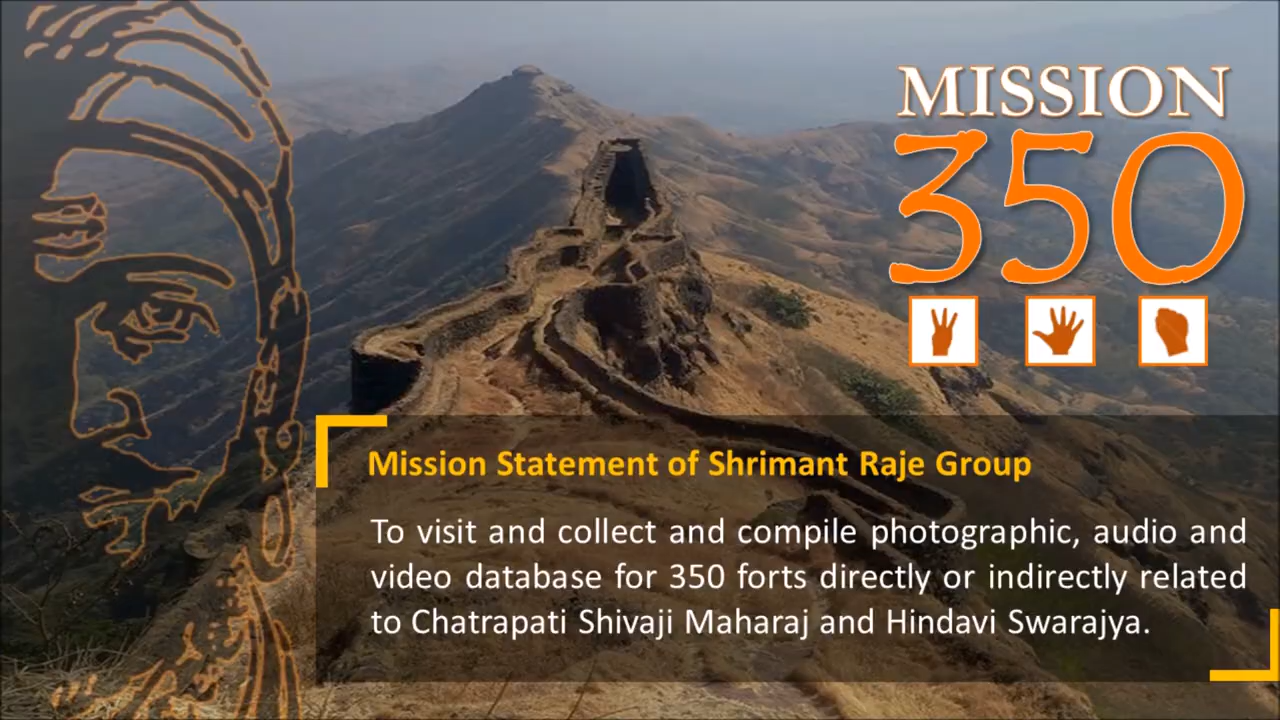 MISSION
350
Mission Statement of Shrimant Raje Group
To visit and collect and compile photographic, audio and
video database for 350 forts directly or indirectly related
to Chatrapati Shivaji Maharaj and Hindavi Swarajya.